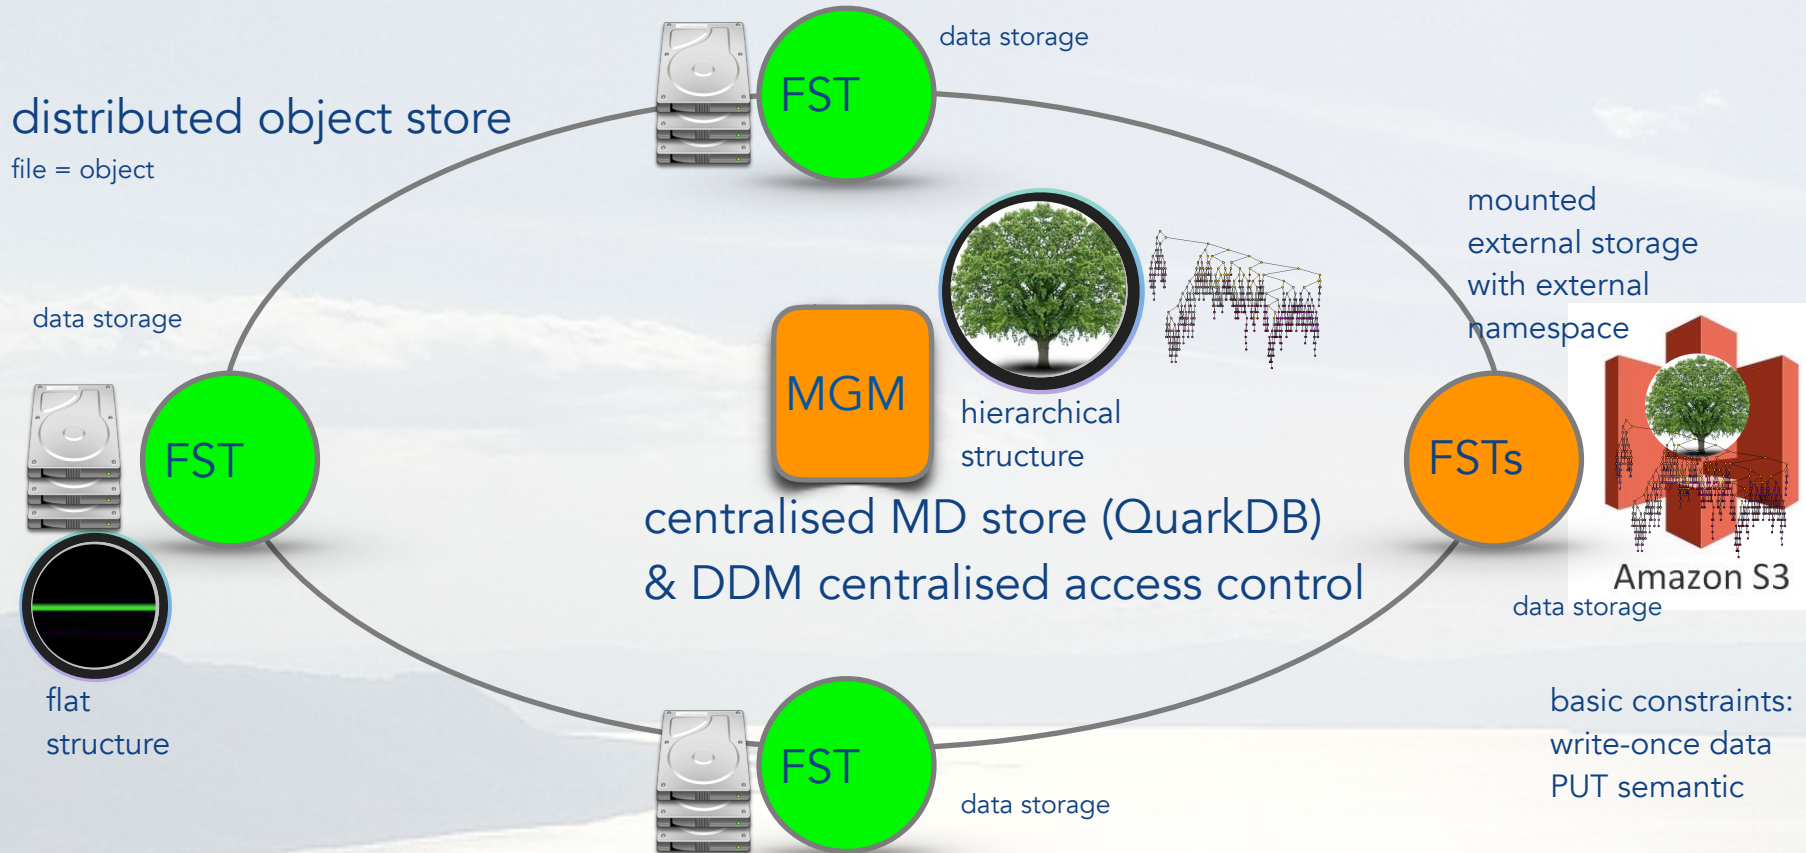 data storage
FST
distributed object store
file = object
mounted
external storage
with external
namespace
data storage
MGM
hierarchical
structure
FST
FSTs
centralised MD store (QuarkDB)
& DDM centralised access control
Amazon S3
data storage
flat
structure
basic constraints:
write-once data
PUT semantic
FST
data storage